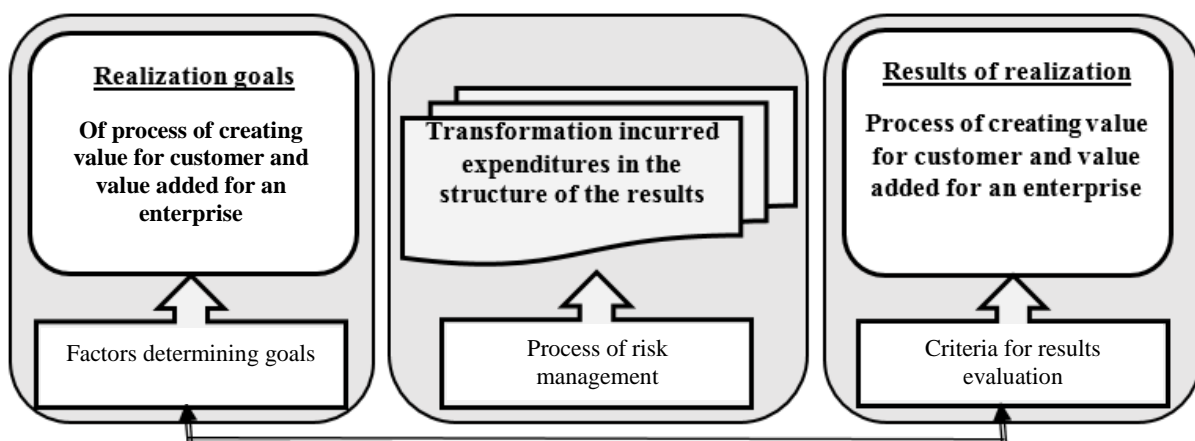 Realization goals
Of process of creating
value for customer and
value added for an
enterprise
Factors determining goals
Transformation incurred
expenditures in the
structure of the results
Process of risk
management
Results of realization
Process of creating value
for customer and value
added for an enterprise
Criteria for results
evaluation